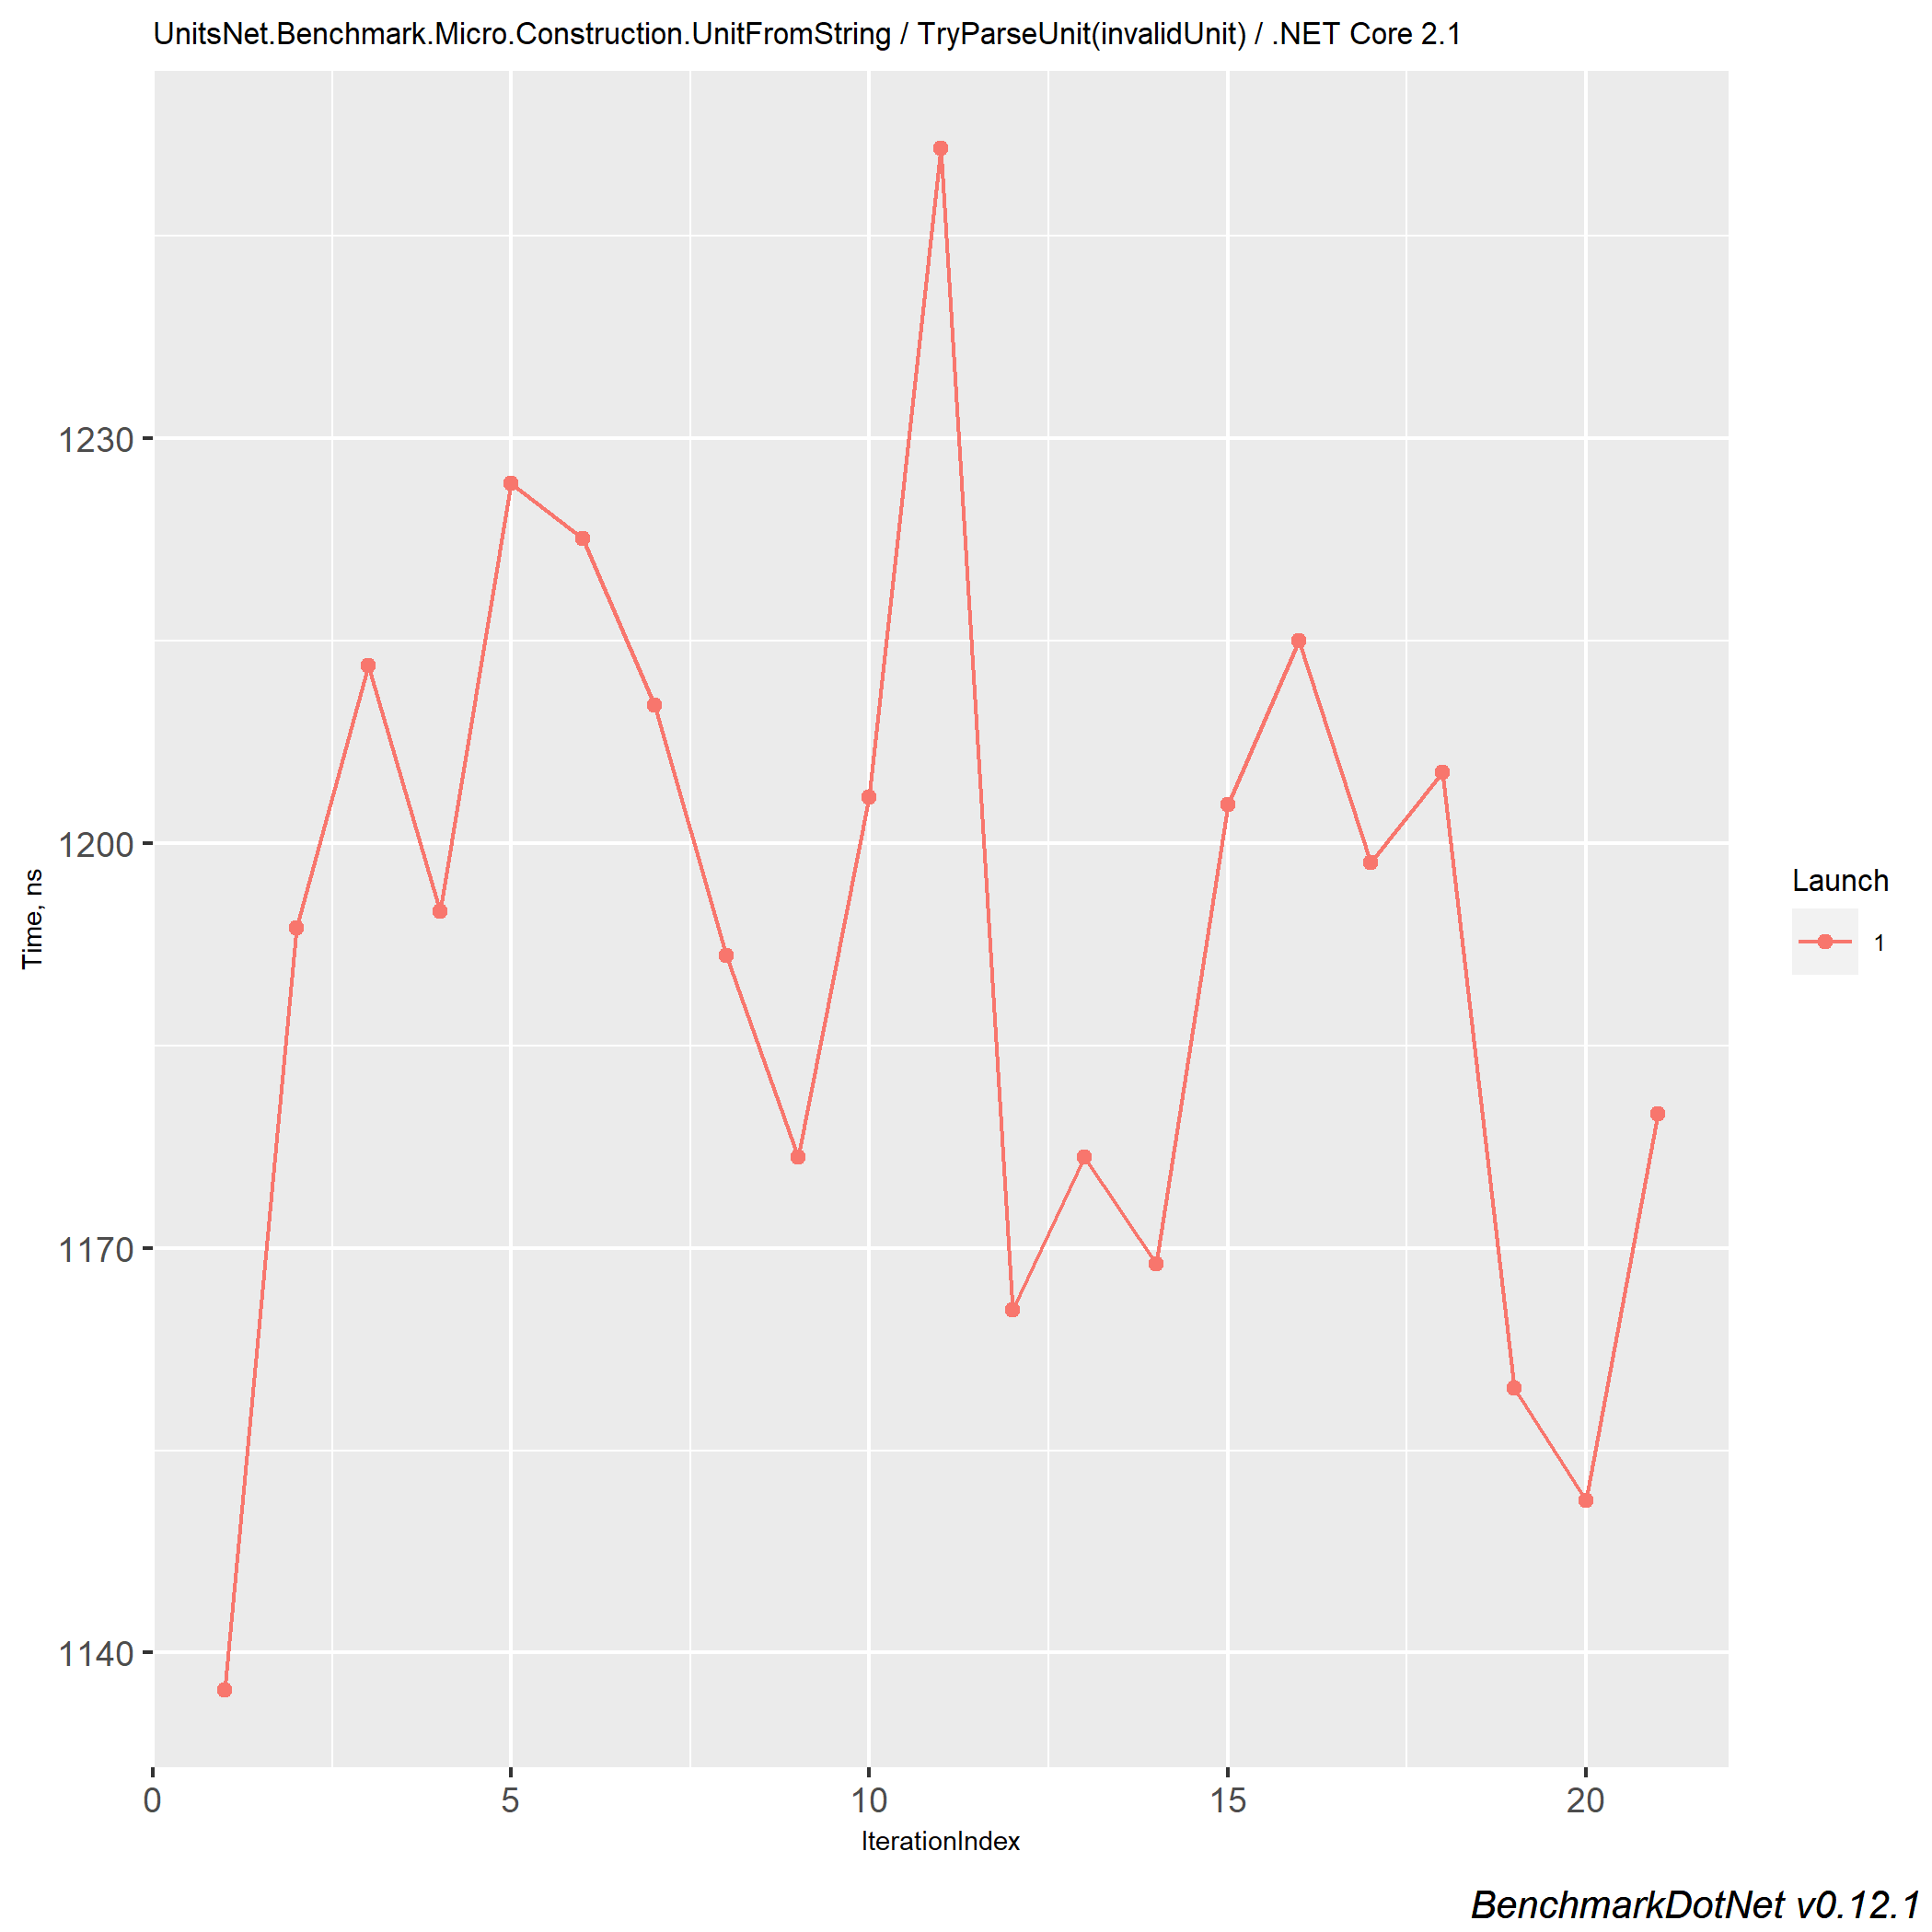 UnitsNet.Benchmark.Micro.Construction.UnitFromString / TryParseUnit(invalidUnit) / .NET Core 2.1
1230
1200
1170
1140
Time, ns
0 5 10 15 20
IterationIndex
Launch
1
BenchmarkDotNet v0.12.1